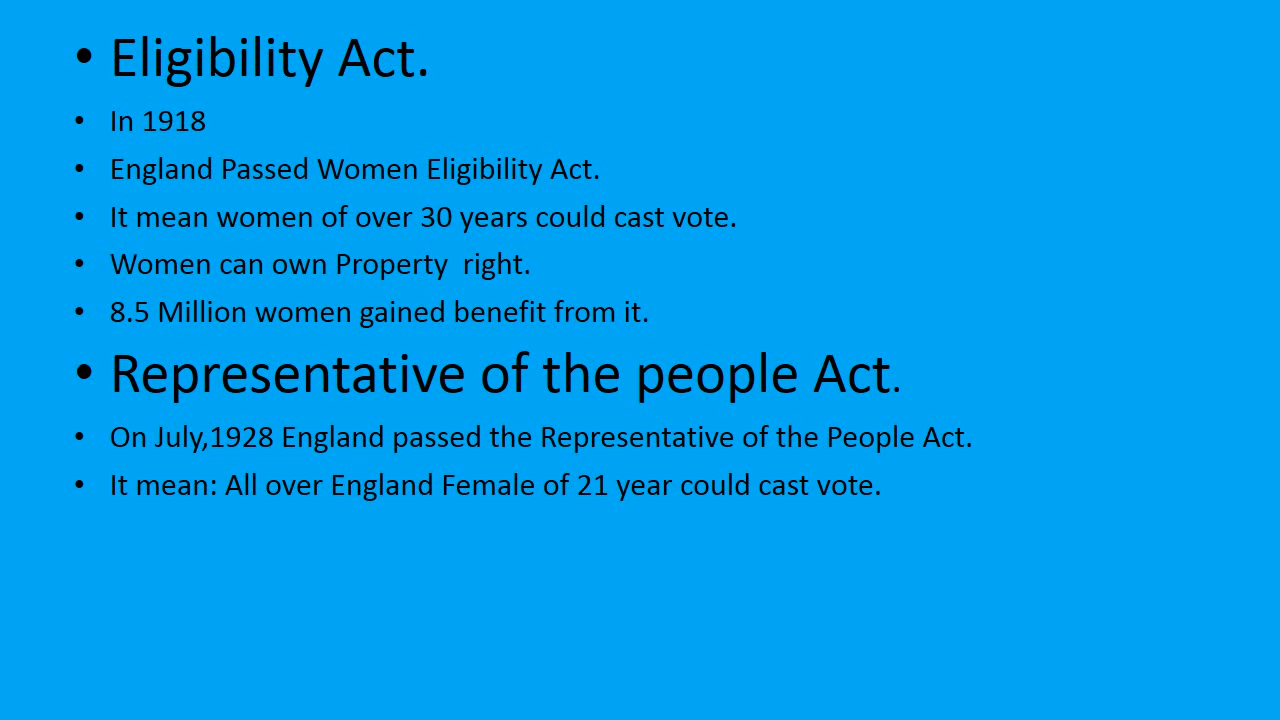 • Eligibility Act.
• In 1918
• England Passed Women Eligibility Act.
• It mean women of over 30 years could cast vote.
• Women can own Property  right.
• 8.5 Million women gained benefit from it.
• Representative of the people Act.
• On July,1928 England passed the Representative of the People Act.
• It mean: All over England Female of 21 year could cast vote.